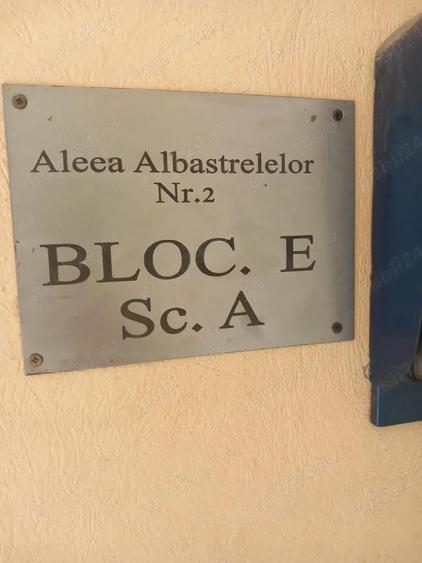 Aleea Albastrelelor
Nr.2
BLOC. E
Sc. A